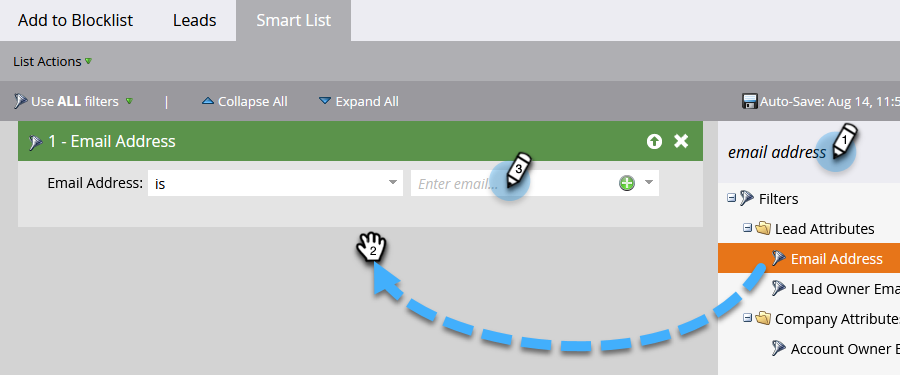 Add to Blocklist Leads Smart List
List Actions
Use ALL filters | Collapse All Expand All Auto-Save: Aug 14, 11:5
1 - Email Address
email address 1
Email Address: is Enter email... 3
Filters
Lead Attributes
2
Email Address
Lead Owner Ema
Company Attributes
Account Owner E